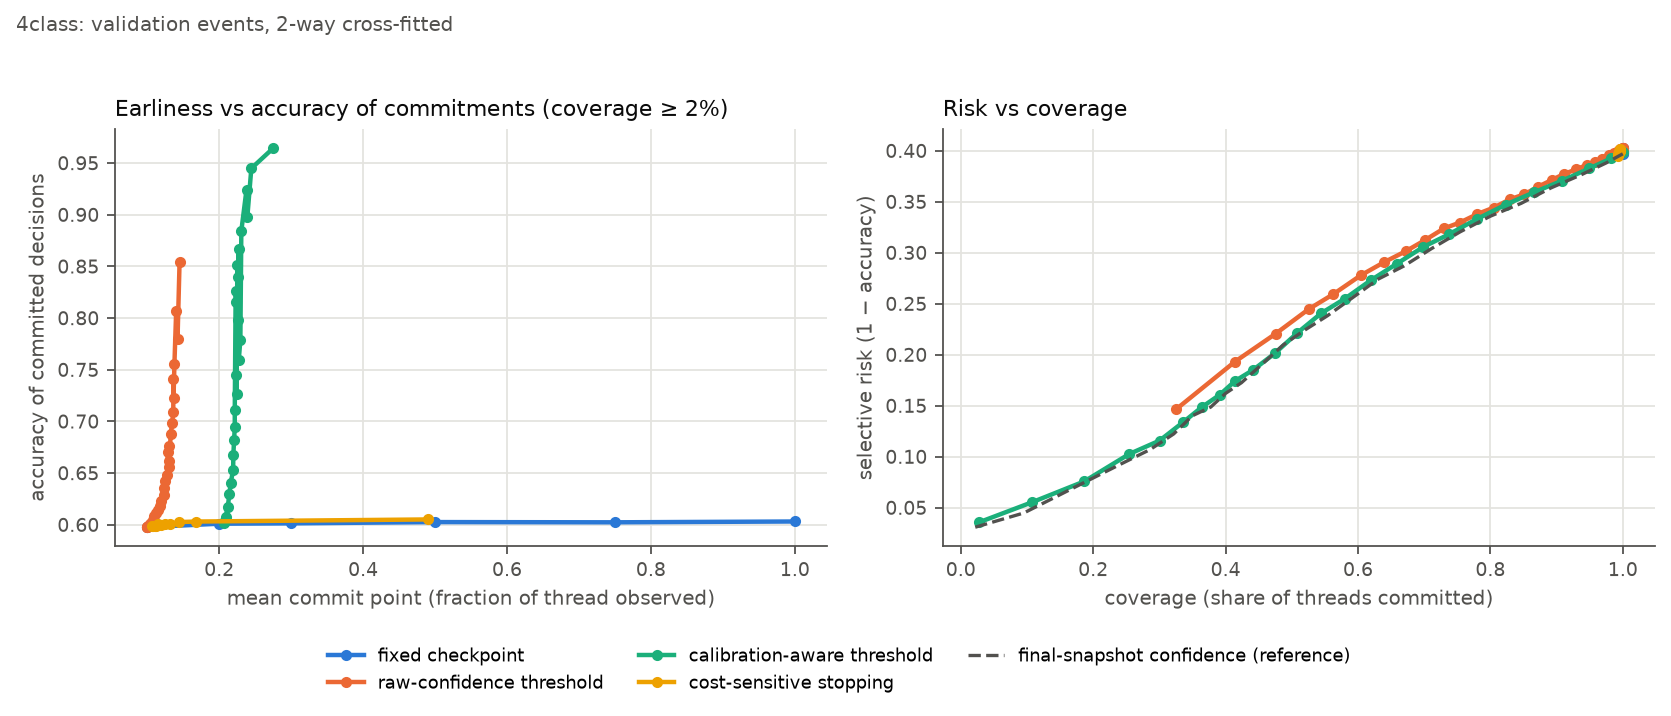 4class: validation events, 2-way cross-fitted
Earliness vs accuracy of commitments (coverage ≥ 2%)
accuracy of committed decisions
0.95
0.90
0.85
0.80
0.75
0.70
0.65
0.60
0.2
0.4
0.6
0.8
1.0
mean commit point (fraction of thread observed)
Risk vs coverage
selective risk (1 − accuracy)
0.40
0.35
0.30
0.25
0.20
0.15
0.10
0.05
0.0
0.2
0.4
0.6
0.8
1.0
coverage (share of threads committed)
fixed checkpoint
raw-confidence threshold
calibration-aware threshold
cost-sensitive stopping
final-snapshot confidence (reference)